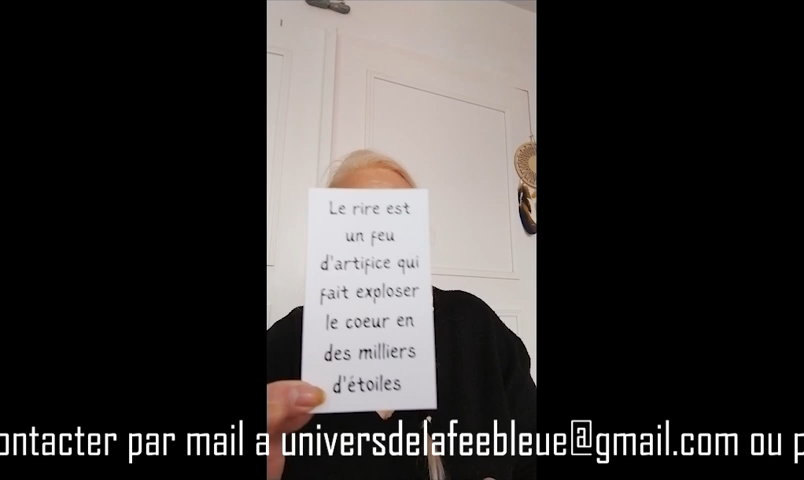 Le rire est
un feu
d'artifice qui
fait exploser
le coeur en
des milliers
d'étoiles
contacter par mail a universdelafeebleue@gmail.com ou p